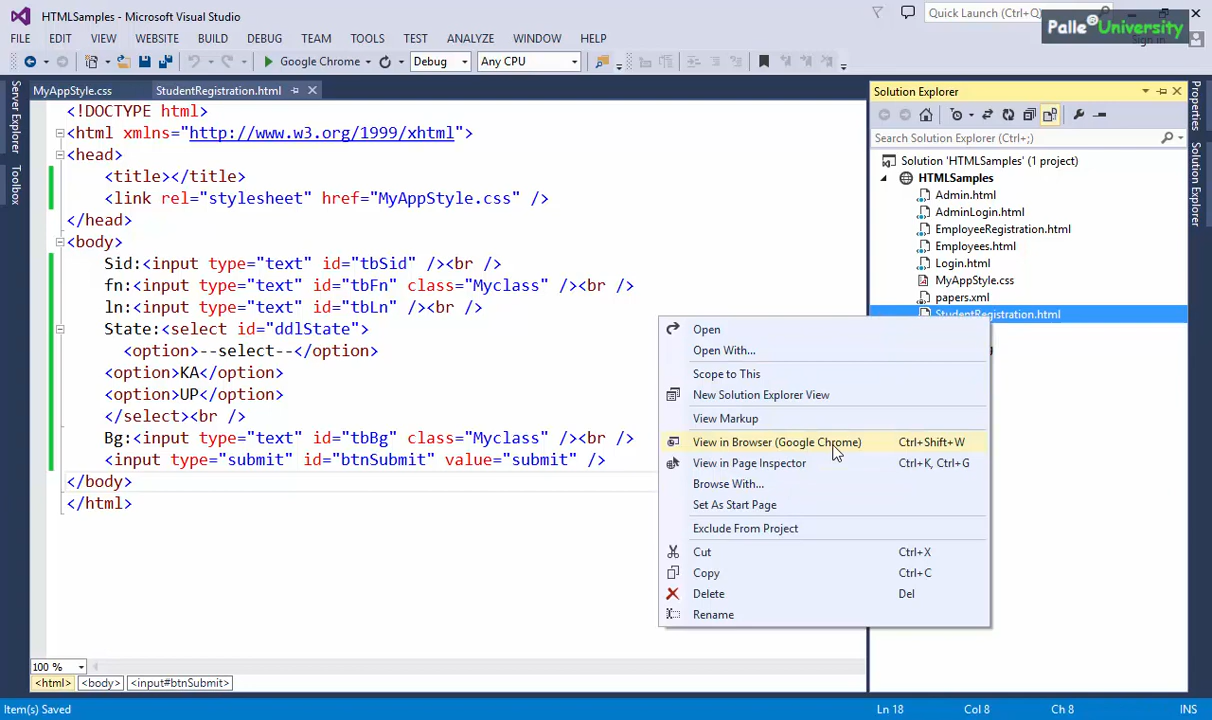 HTMLSamples - Microsoft Visual Studio
Quick Launch (Ctrl+Q)
Palle University
FILE EDIT VIEW WEBSITE BUILD DEBUG TEAM TOOLS TEST ANALYZE WINDOW HELP
Google Chrome Debug Any CPU
Server Explorer
Toolbox
MyAppStyle.css StudentRegistration.html
<!DOCTYPE html>
<html xmlns="http://www.w3.org/1999/xhtml">
<head>
<title></title>
<link rel="stylesheet" href="MyAppStyle.css" />
</head>
<body>
Sid:<input type="text" id="tbSid" /><br />
fn:<input type="text" id="tbFn" class="Myclass" /><br />
ln:<input type="text" id="tbLn" /><br />
State:<select id="ddlState">
<option>--select--</option>
<option>KA</option>
<option>UP</option>
</select><br />
Bg:<input type="text" id="tbBg" class="Myclass" /><br />
<input type="submit" id="btnSubmit" value="submit" />
</body>
</html>
Open
Open With...
Scope to This
New Solution Explorer View
View Markup
View in Browser (Google Chrome) Ctrl+Shift+W
View in Page Inspector Ctrl+K, Ctrl+G
Browse With...
Set As Start Page
Exclude From Project
Cut Ctrl+X
Copy Ctrl+C
Delete Del
Rename
Solution Explorer
Search Solution Explorer (Ctrl+;)
Solution 'HTMLSamples' (1 project)
HTMLSamples
Admin.html
AdminLogin.html
EmployeeRegistration.html
Employees.html
Login.html
MyAppStyle.css
papers.xml
StudentRegistration.html
Properties
Solution Explorer
100 %
<html> <body> <input#btnSubmit>
Item(s) Saved Ln 18 Col 8 Ch 8 INS